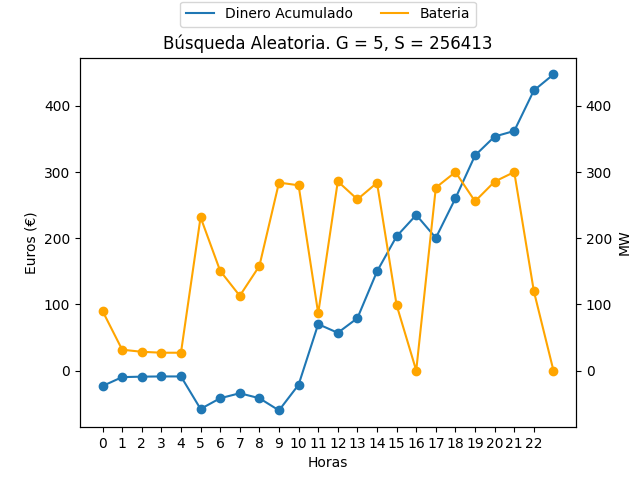 Dinero Acumulado Bateria
Búsqueda Aleatoria. G = 5, S = 256413
400 400
300 300
200 200
100 100
0 0
Euros (€)
MW
0 1 2 3 4 5 6 7 8 9 10 11 12 13 14 15 16 17 18 19 20 21 22
Horas